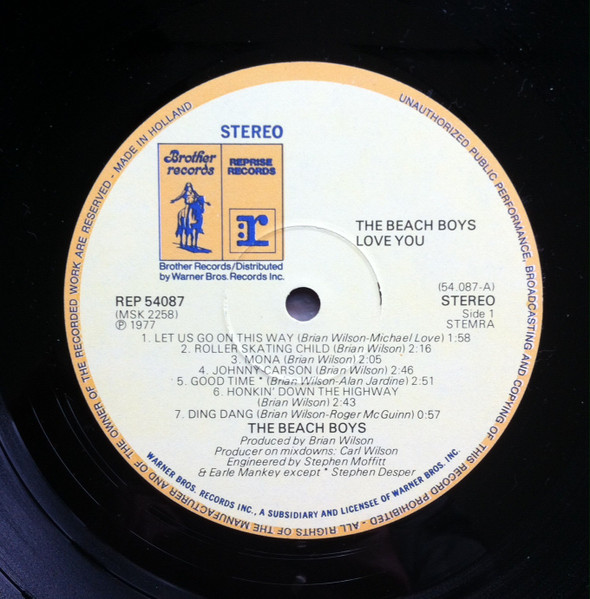 STEREO
Brother
records
REPRISE
RECORDS
:r
Brother Records/Distributed
by Warner Bros. Records Inc.
THE BEACH BOYS
LOVE YOU
REP 54087
(MSK 2258)
℗ 1977
(54.087-A)
STEREO
Side 1
STEMRA
1. LET US GO ON THIS WAY (Brian Wilson-Michael Love) 1:58
2. ROLLER SKATING CHILD (Brian Wilson) 2:16
3. MONA (Brian Wilson) 2:05
4. JOHNNY CARSON (Brian Wilson) 2:46
5. GOOD TIME * (Brian Wilson-Alan Jardine) 2:51
6. HONKIN' DOWN THE HIGHWAY
(Brian Wilson) 2:43
7. DING DANG (Brian Wilson-Roger McGuinn) 0:57
THE BEACH BOYS
Produced by Brian Wilson
Producer on mixdowns: Carl Wilson
Engineered by Stephen Moffitt
& Earle Mankey except * Stephen Desper
WARNER BROS. RECORDS INC., A SUBSIDIARY AND LICENSEE OF WARNER BROS. INC.
UNAUTHORIZED PUBLIC PERFORMANCE, BROADCASTING AND COPYING OF THIS RECORD PROHIBITED - ALL RIGHTS OF THE MANUFACTURER AND OF THE OWNER OF THE RECORDED WORK ARE RESERVED - MADE IN HOLLAND